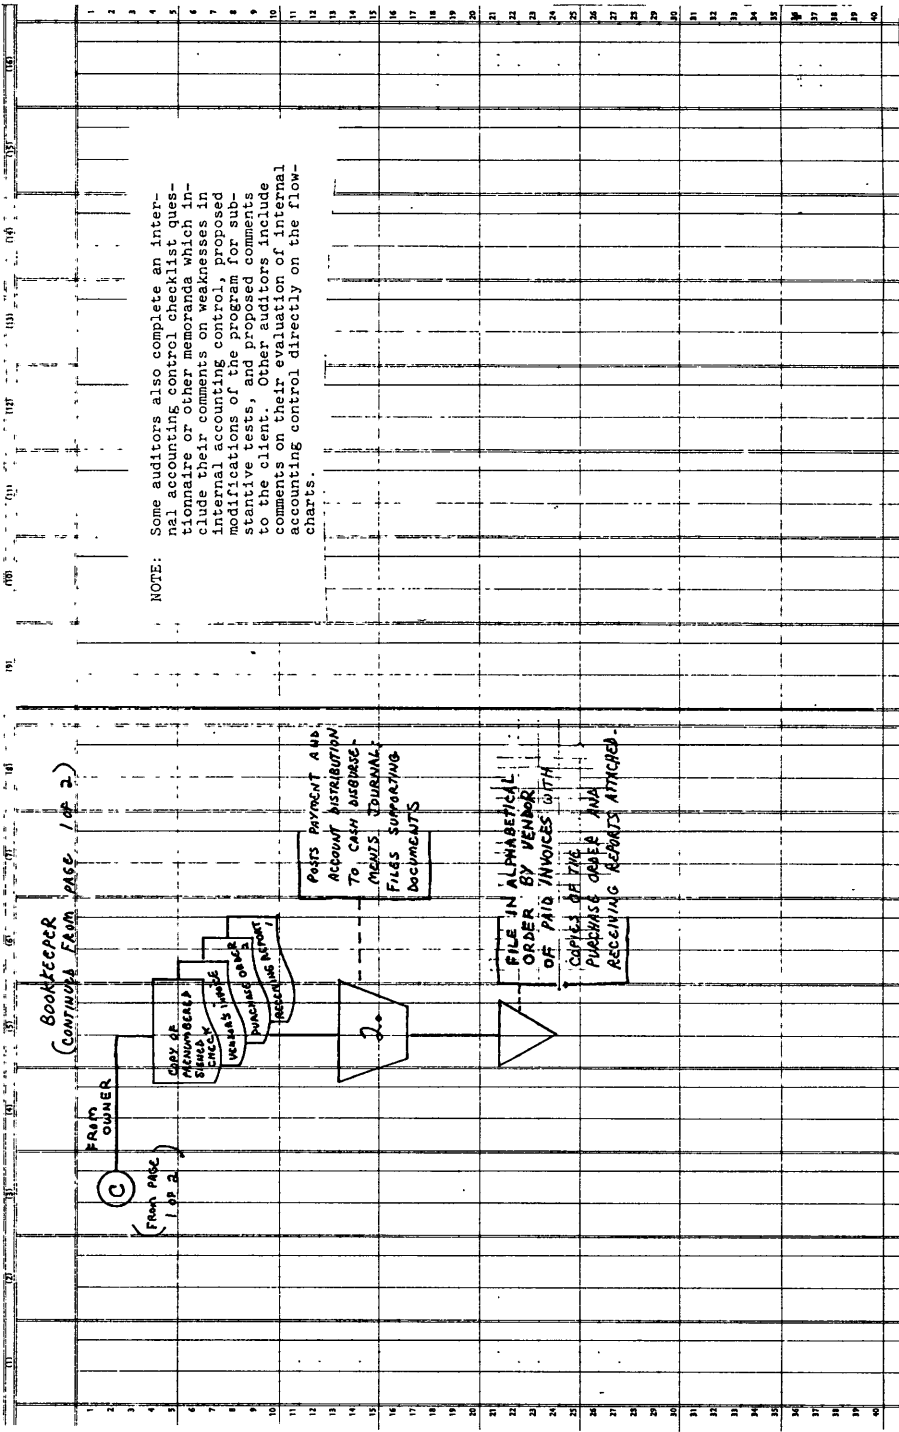 BOOKKEEPER
(CONTINUED FROM PAGE 1 OF 2)
FROM
OWNER
C
(FROM PAGE
1 OF 2)
COPY OF
PRENUMBERED
SIGNED
CHECK
VENDOR'S INVOICE
PURCHASE ORDER 2
RECEIVING REPORT 1
20
POSTS PAYMENT AND
ACCOUNT DISTRIBUTION
TO CASH DISBURSE-
MENTS JOURNAL;
FILES SUPPORTING
DOCUMENTS
FILE IN ALPHABETICAL
ORDER BY VENDOR
OF PAID INVOICES WITH
COPIES OF THE
PURCHASE ORDER AND
RECEIVING REPORTS ATTACHED.
NOTE: Some auditors also complete an inter-
nal accounting control checklist ques-
tionnaire or other memoranda which in-
clude their comments on weaknesses in
internal accounting control, proposed
modifications of the program for sub-
stantive tests, and proposed comments
to the client. Other auditors include
comments on their evaluation of internal
accounting control directly on the flow-
charts.